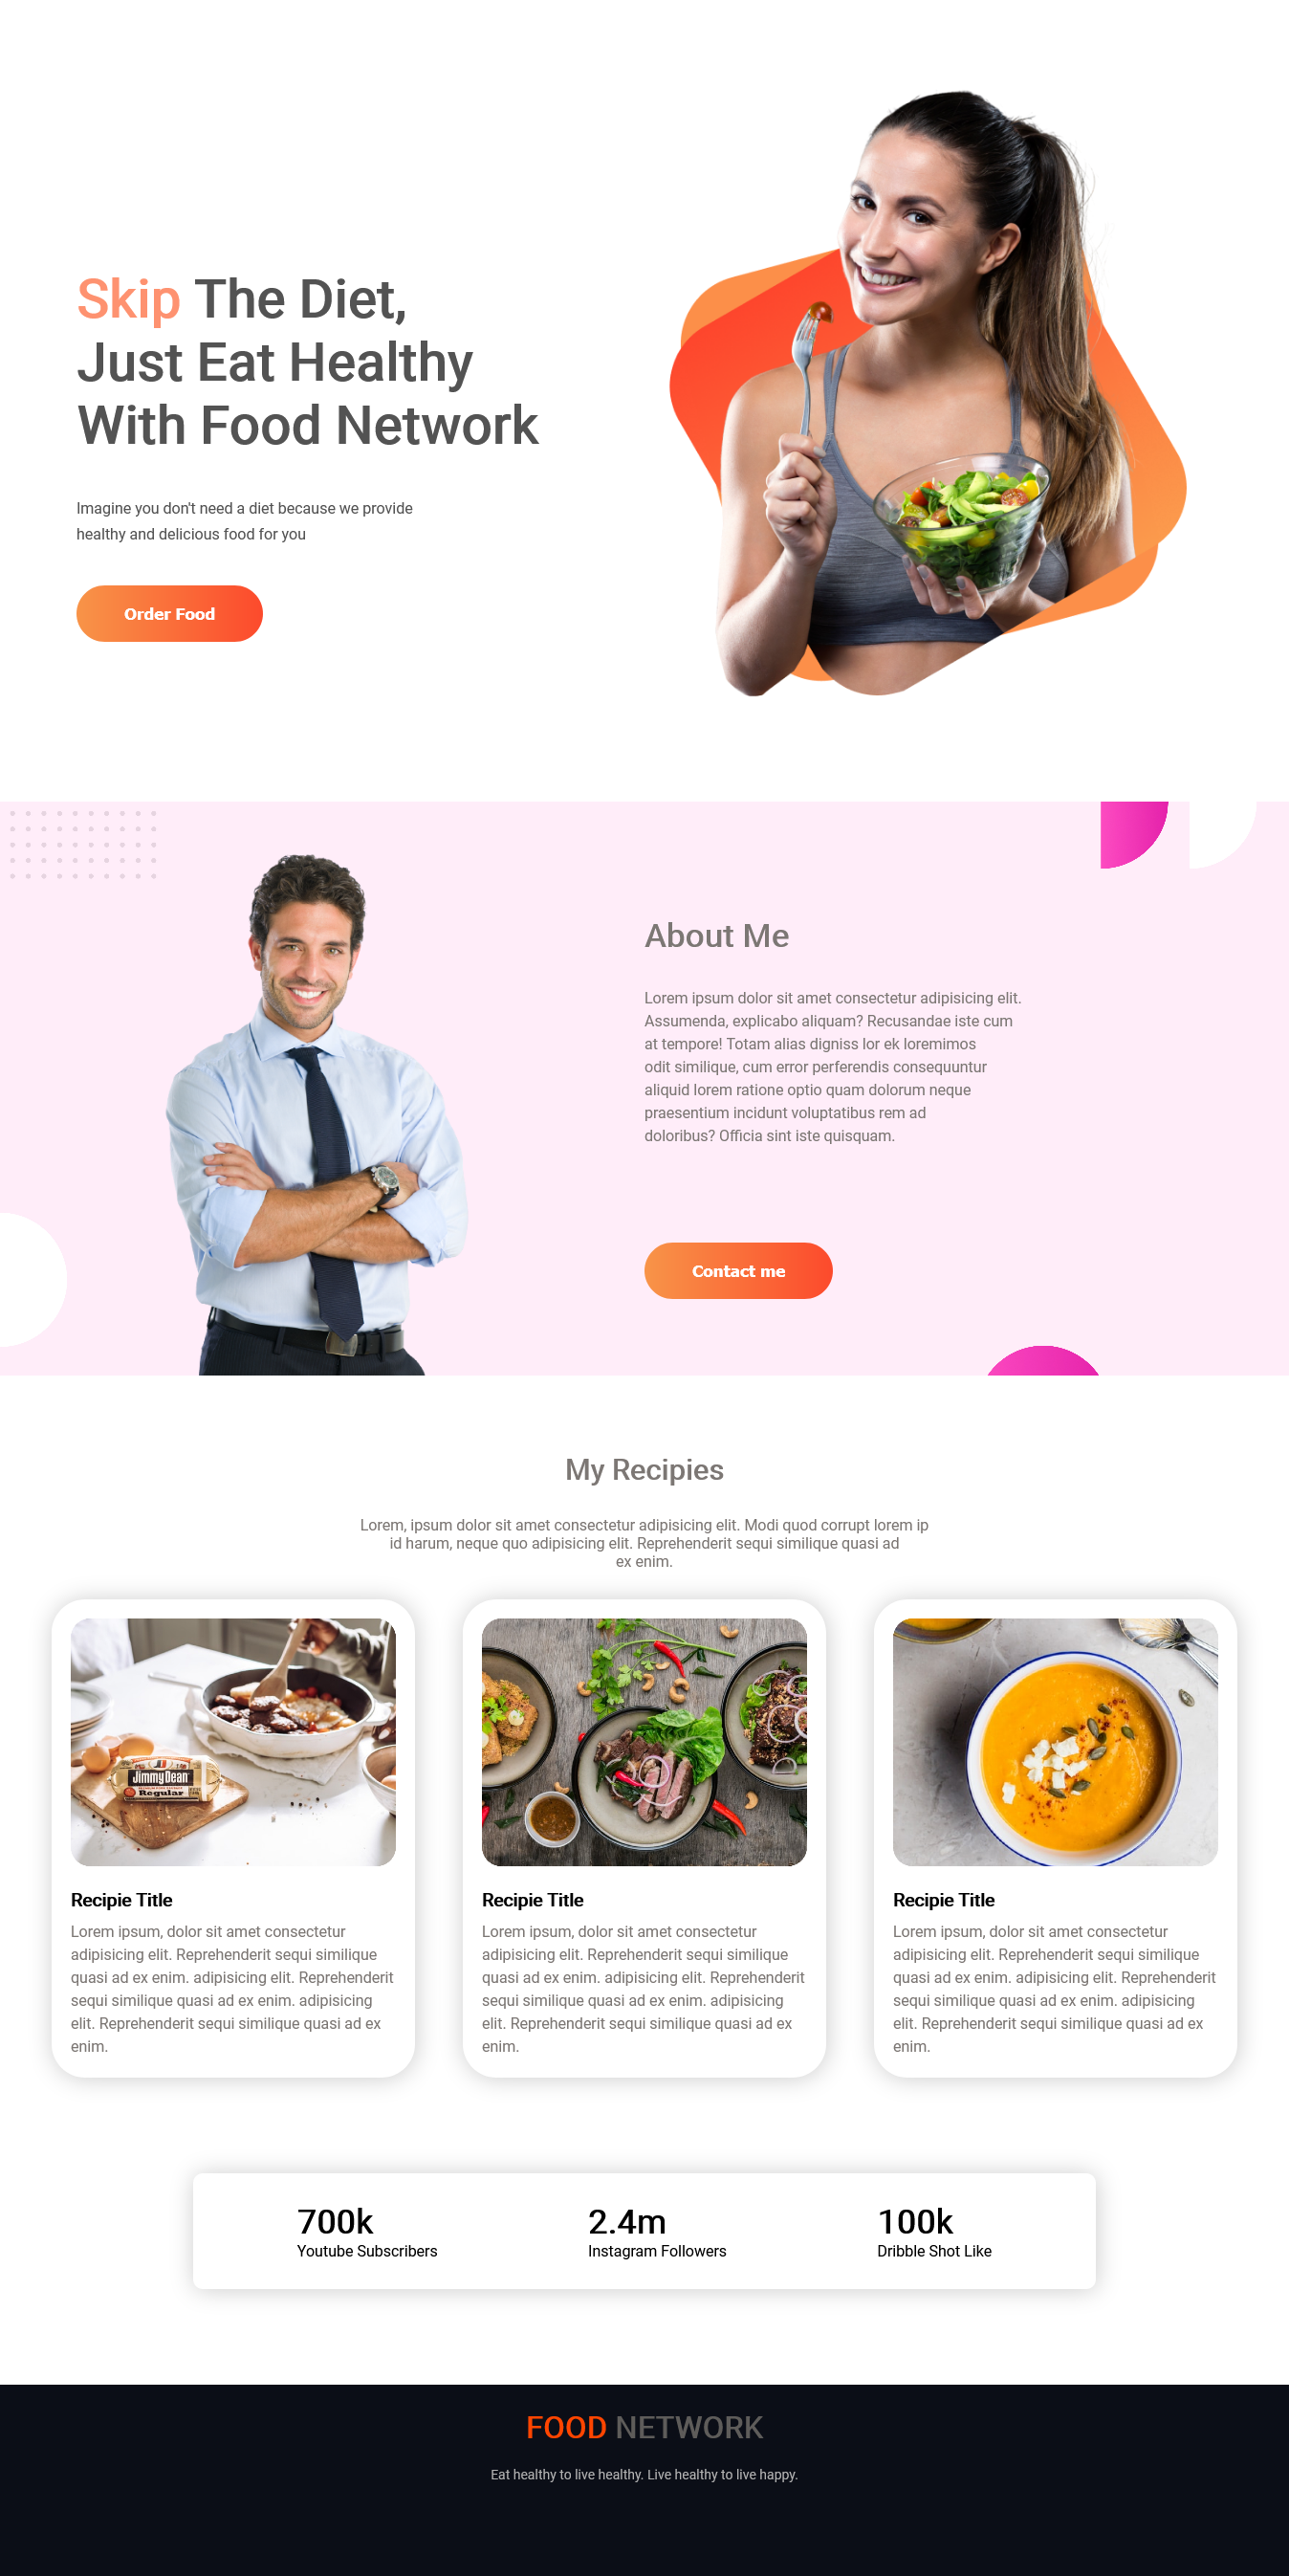 Skip The Diet,
Just Eat Healthy
With Food Network
Imagine you don't need a diet because we provide
healthy and delicious food for you
Order Food
About Me
Lorem ipsum dolor sit amet consectetur adipisicing elit.
Assumenda, explicabo aliquam? Recusandae iste cum
at tempore! Totam alias digniss lor ek loremimos
odit similique, cum error perferendis consequuntur
aliquid lorem ratione optio quam dolorum neque
praesentium incidunt voluptatibus rem ad
doloribus? Officia sint iste quisquam.
Contact me
My Recipies
Lorem, ipsum dolor sit amet consectetur adipisicing elit. Modi quod corrupt lorem ip
id harum, neque quo adipisicing elit. Reprehenderit sequi similique quasi ad
ex enim.
Jimmy Dean
Regular
Recipie Title
Lorem ipsum, dolor sit amet consectetur
adipisicing elit. Reprehenderit sequi similique
quasi ad ex enim. adipisicing elit. Reprehenderit
sequi similique quasi ad ex enim. adipisicing
elit. Reprehenderit sequi similique quasi ad ex
enim.
Recipie Title
Lorem ipsum, dolor sit amet consectetur
adipisicing elit. Reprehenderit sequi similique
quasi ad ex enim. adipisicing elit. Reprehenderit
sequi similique quasi ad ex enim. adipisicing
elit. Reprehenderit sequi similique quasi ad ex
enim.
Recipie Title
Lorem ipsum, dolor sit amet consectetur
adipisicing elit. Reprehenderit sequi similique
quasi ad ex enim. adipisicing elit. Reprehenderit
sequi similique quasi ad ex enim. adipisicing
elit. Reprehenderit sequi similique quasi ad ex
enim.
700k
Youtube Subscribers
2.4m
Instagram Followers
100k
Dribble Shot Like
FOOD NETWORK
Eat healthy to live healthy. Live healthy to live happy.